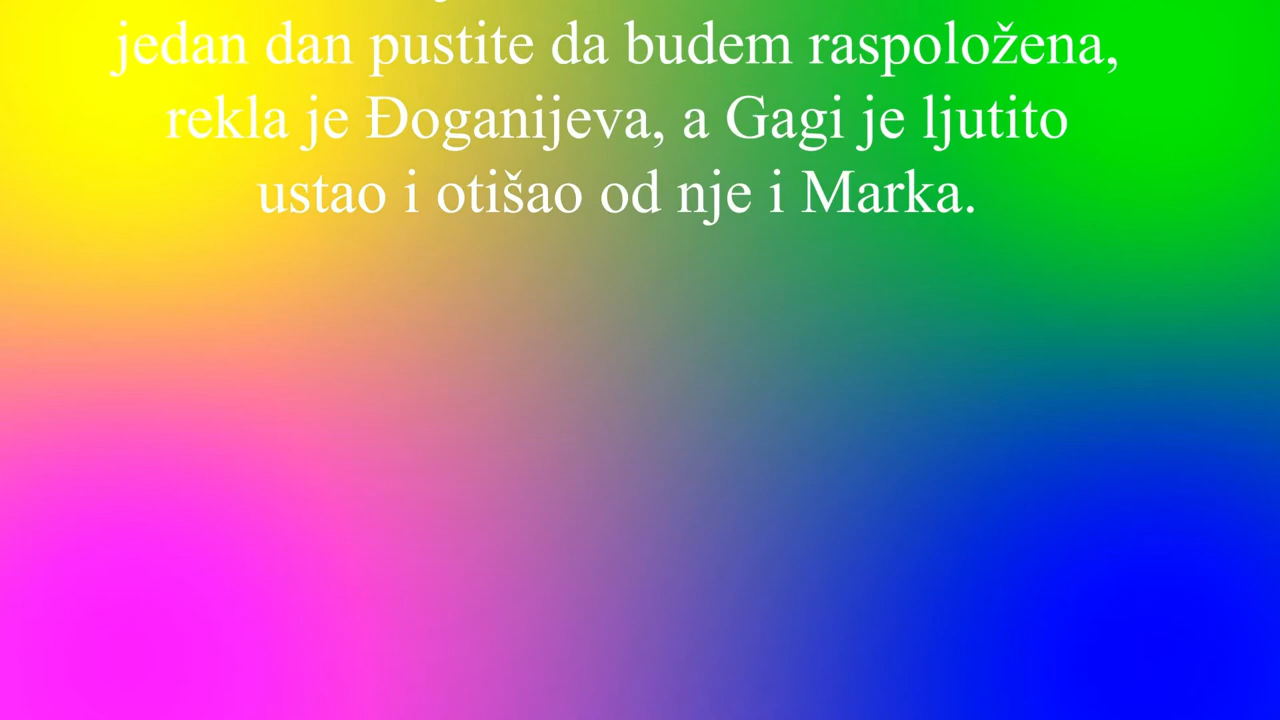 jedan dan pustite da budem raspoložena,
rekla je Đoganijeva, a Gagi je ljutito
ustao i otišao od nje i Marka.